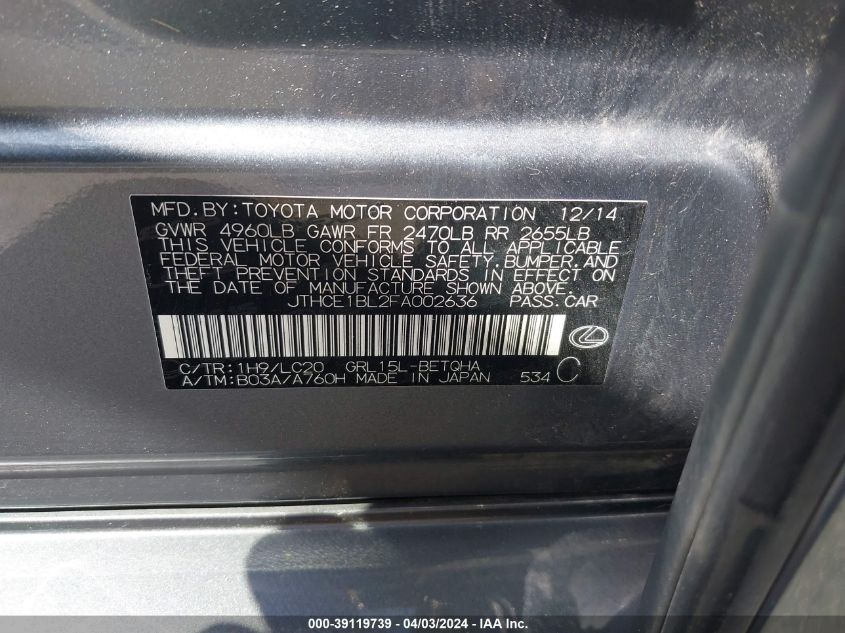 MFD.BY:TOYOTA MOTOR CORPORATION 12/14
GVWR 4960LB GAWR FR 2470LB RR 2655LB
THIS VEHICLE CONFORMS TO ALL APPLICABLE
FEDERAL MOTOR VEHICLE SAFETY,BUMPER,AND
THEFT PREVENTION STANDARDS IN EFFECT ON
THE DATE OF MANUFACTURE SHOWN ABOVE.
JTHCE1BL2FA002636 PASS.CAR
C/TR:1H9/LC20 GRL15L-BETQHA
A/TM:B03A/A760H MADE IN JAPAN 534 C
000-39119739 - 04/03/2024 - IAAI.com